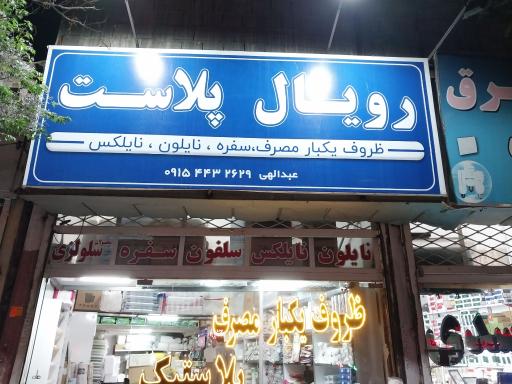 رویال پلاست
ظروف یکبار مصرف،سفره ، نایلون ، نایلکس
عبدالهی ۰۹۱۵ ۴۴۳ ۲۶۲۹
نایلون نایلکس سلفون سفره سلولزی
ظروف یکبار مصرف
پلاستیک